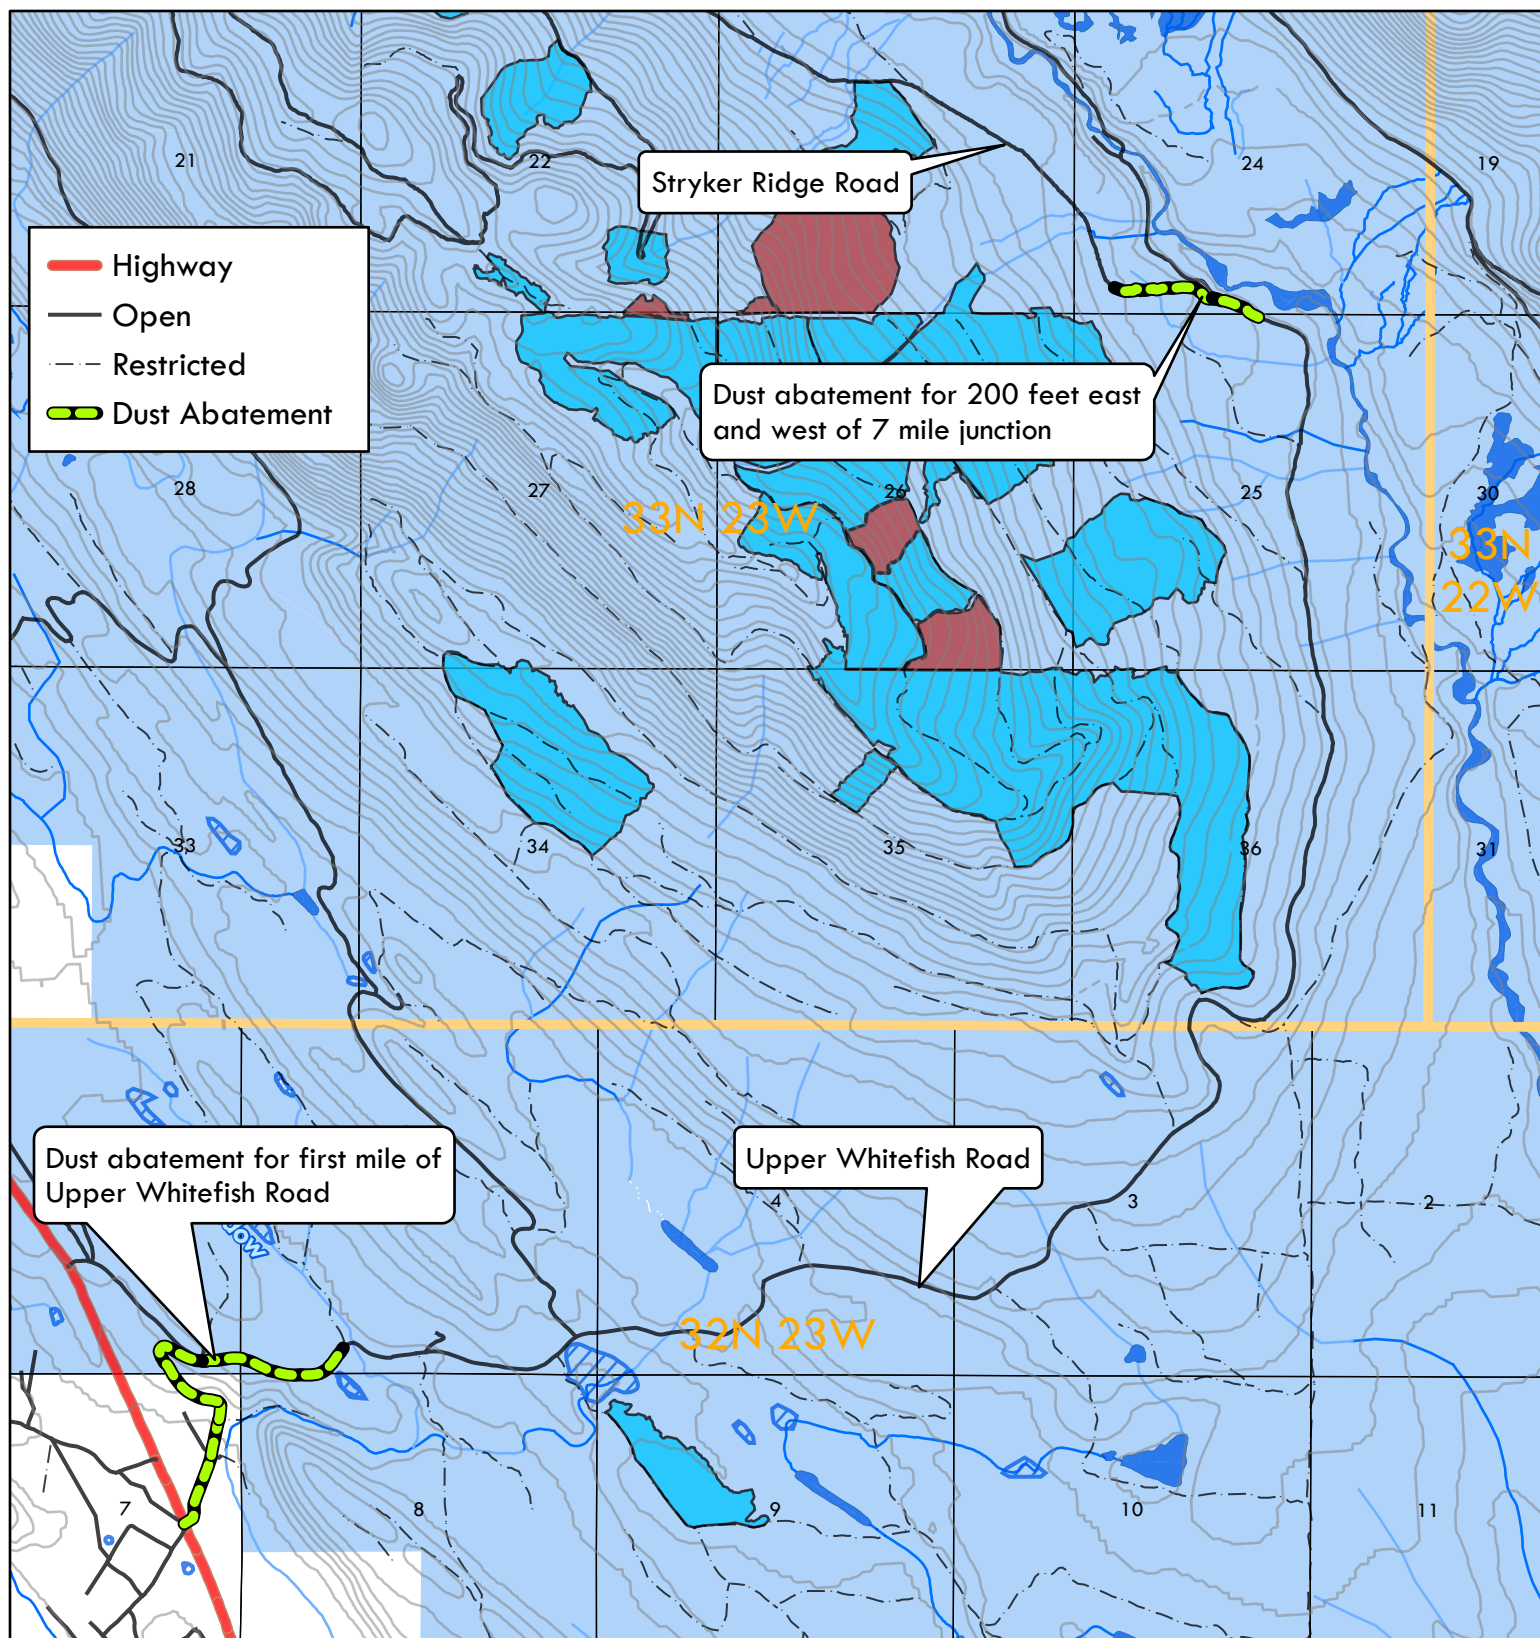 21
22
24
19
Stryker Ridge Road
Highway
Open
Restricted
Dust Abatement
Dust abatement for 200 feet east
and west of 7 mile junction
28
27
26
25
30
33N 23W
33N
22W
33
34
35
36
31
Dust abatement for first mile of
Upper Whitefish Road
Upper Whitefish Road
4
3
2
32N 23W
7
8
9
10
11